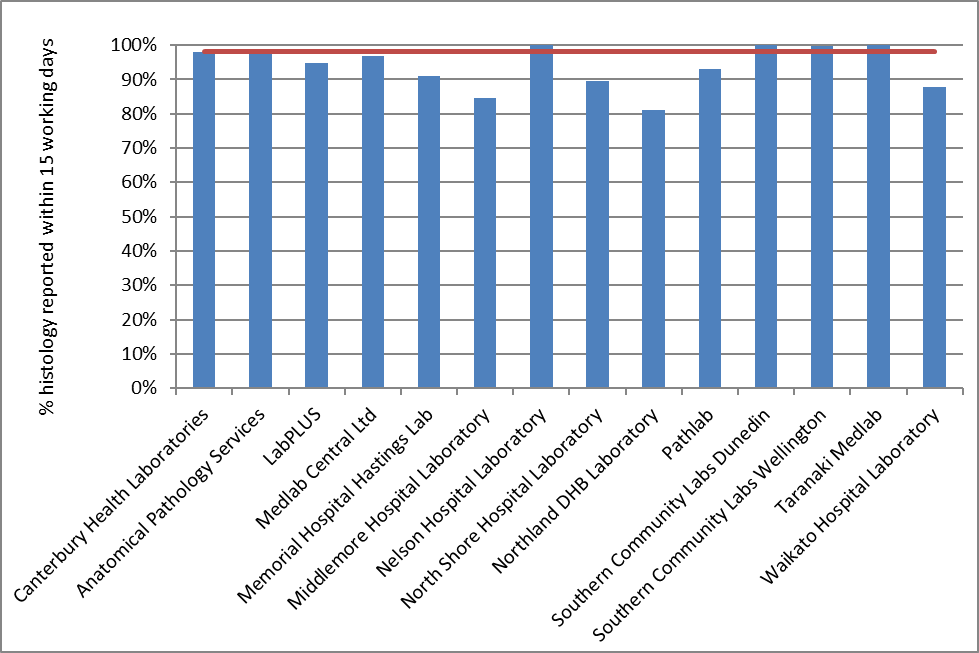 % histology reported within 15 working days
100%
90%
80%
70%
60%
50%
40%
30%
20%
10%
0%
Canterbury Health Laboratories
Anatomical Pathology Services
LabPLUS
Medlab Central Ltd
Memorial Hospital Hastings Lab
Middlemore Hospital Laboratory
Nelson Hospital Laboratory
North Shore Hospital Laboratory
Northland DHB Laboratory
Pathlab
Southern Community Labs Dunedin
Southern Community Labs Wellington
Taranaki Medlab
Waikato Hospital Laboratory